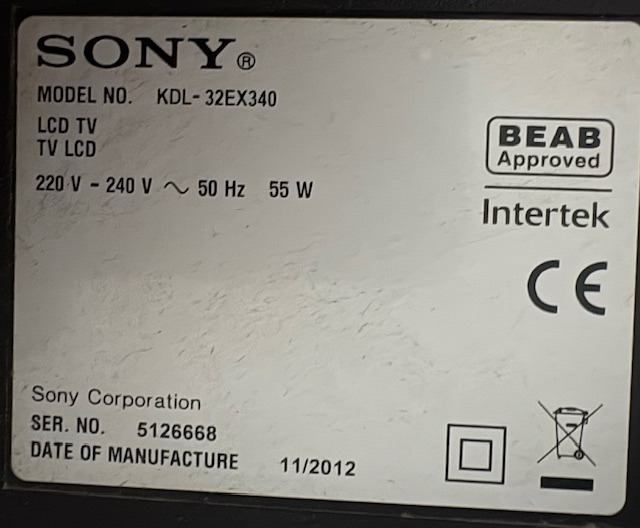 SONY®
MODEL NO. KDL-32EX340
LCD TV
TV LCD
220 V - 240 V ~ 50 Hz 55 W
BEAB
Approved
Intertek
CE
Sony Corporation
SER. NO. 5126668
DATE OF MANUFACTURE 11/2012